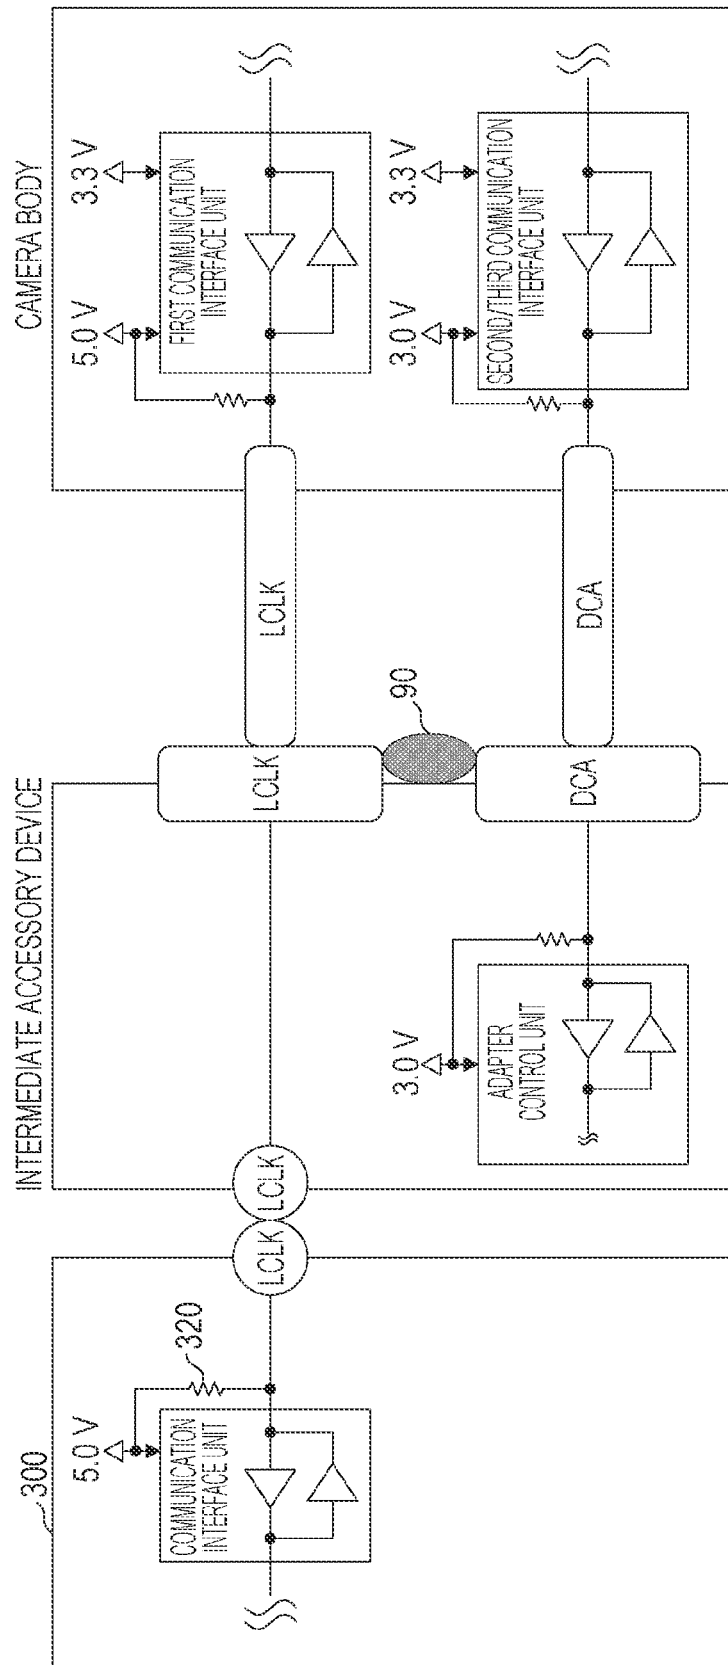 300
5.0 V
320
COMMUNICATION
INTERFACE UNIT
LCLK
INTERMEDIATE ACCESSORY DEVICE
LCLK
3.0 V
ADAPTER
CONTROL UNIT
LCLK
90
DCA
LCLK
DCA
CAMERA BODY
5.0 V
3.3 V
FIRST COMMUNICATION
INTERFACE UNIT
3.0 V
3.3 V
SECOND/THIRD COMMUNICATION
INTERFACE UNIT